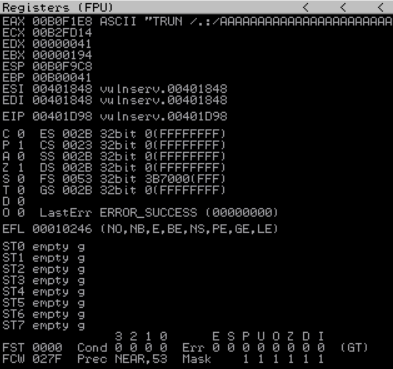 Registers (FPU) < < <
EAX 00B0F1E8 ASCII "TRUN /.:/AAAAAAAAAAAAAAAAAAAAAAAA
ECX 00B2FD14
EDX 00000041
EBX 00000194
ESP 00B0F9C8
EBP 00B00041
ESI 00401848 vulnserv.00401848
EDI 00401848 vulnserv.00401848
EIP 00401D98 vulnserv.00401D98
C 0 ES 002B 32bit 0(FFFFFFFF)
P 1 CS 0023 32bit 0(FFFFFFFF)
A 0 SS 002B 32bit 0(FFFFFFFF)
Z 1 DS 002B 32bit 0(FFFFFFFF)
S 0 FS 0053 32bit 3B7000(FFF)
T 0 GS 002B 32bit 0(FFFFFFFF)
D 0
O 0 LastErr ERROR_SUCCESS (00000000)
EFL 00010246 (NO,NB,E,BE,NS,PE,GE,LE)
ST0 empty g
ST1 empty g
ST2 empty g
ST3 empty g
ST4 empty g
ST5 empty g
ST6 empty g
ST7 empty g
3 2 1 0 E S P U O Z D I
FST 0000 Cond 0 0 0 0 Err 0 0 0 0 0 0 0 0 (GT)
FCW 027F Prec NEAR,53 Mask 1 1 1 1 1 1